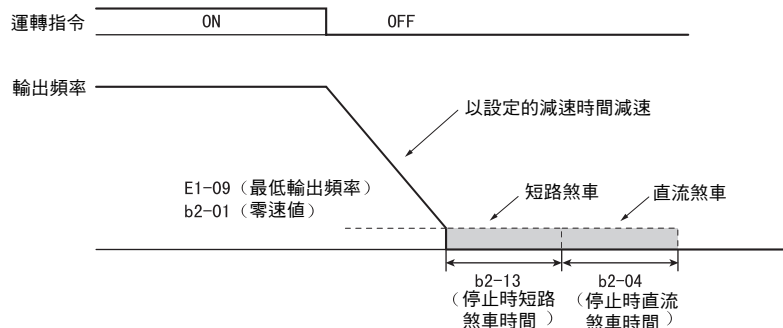 運轉指令
ON
OFF
輸出頻率
以設定的減速時間減速
E1-09（最低輸出頻率）
b2-01（零速值）
短路煞車
直流煞車
b2-13
（停止時短路
煞車時間）
b2-04
（停止時直流
煞車時間）